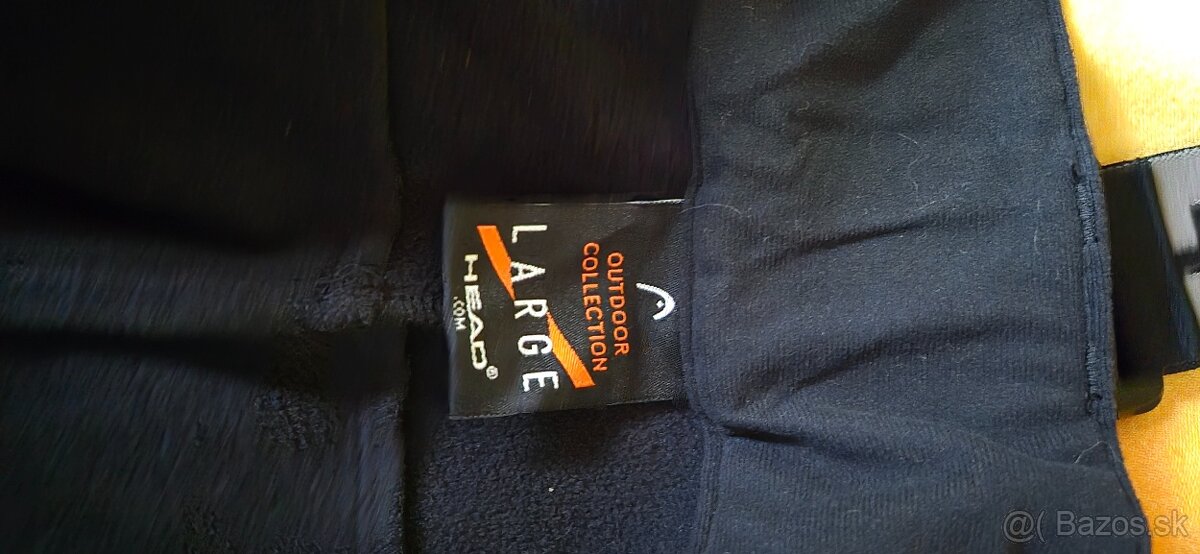 OUTDOOR
COLLECTION
LARGE
HEAD®
.COM
@( Bazos.sk